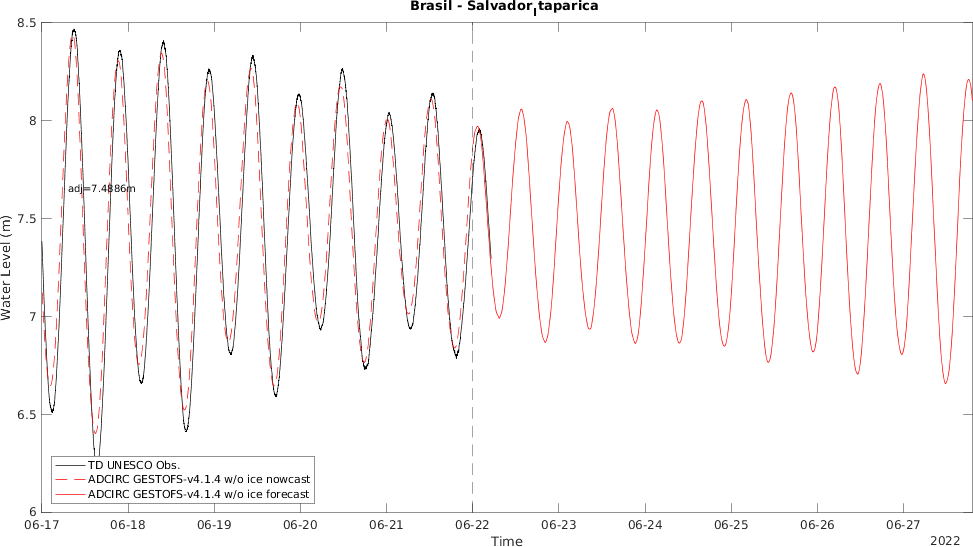 Brasil - Salvador_Itaparica
8.5
8
7.5
7
6.5
6
Water Level (m)
adj=7.4886m
TD UNESCO Obs.
ADCIRC GESTOFS-v4.1.4 w/o ice nowcast
ADCIRC GESTOFS-v4.1.4 w/o ice forecast
06-17 06-18 06-19 06-20 06-21 06-22 06-23 06-24 06-25 06-26 06-27
Time
2022